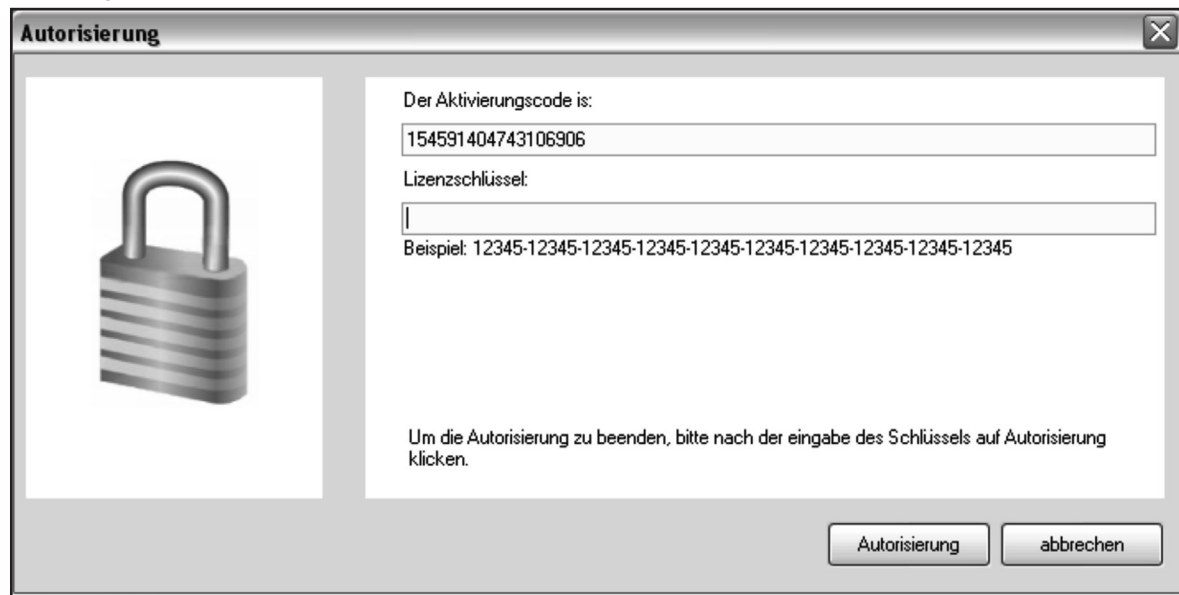 Autorisierung
Der Aktivierungscode is:
154591404743106906
Lizenzschlüssel:
Beispiel: 12345-12345-12345-12345-12345-12345-12345-12345-12345-12345
Um die Autorisierung zu beenden, bitte nach der eingabe des Schlüssels auf Autorisierung
klicken.
Autorisierung
abbrechen